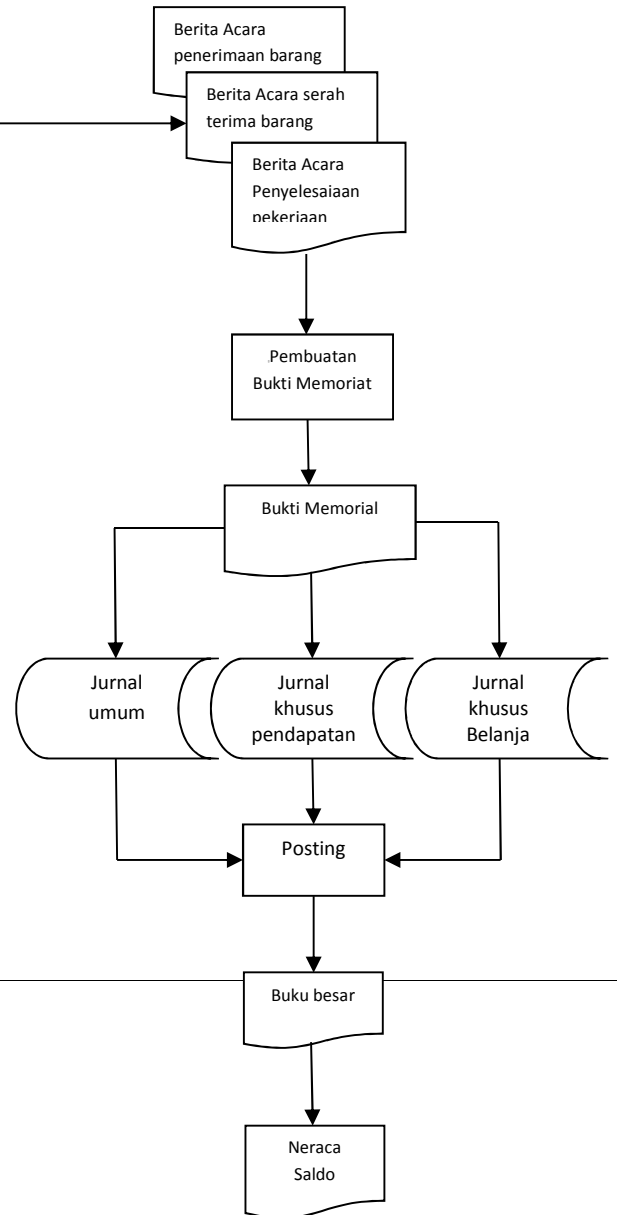 Berita Acara
penerimaan barang
Berita Acara serah
terima barang
Berita Acara
Penyelesaiaan
pekerjaan
Pembuatan
Bukti Memoriat
Bukti Memorial
Jurnal
umum
Jurnal
khusus
pendapatan
Jurnal
khusus
Belanja
Posting
Buku besar
Neraca
Saldo